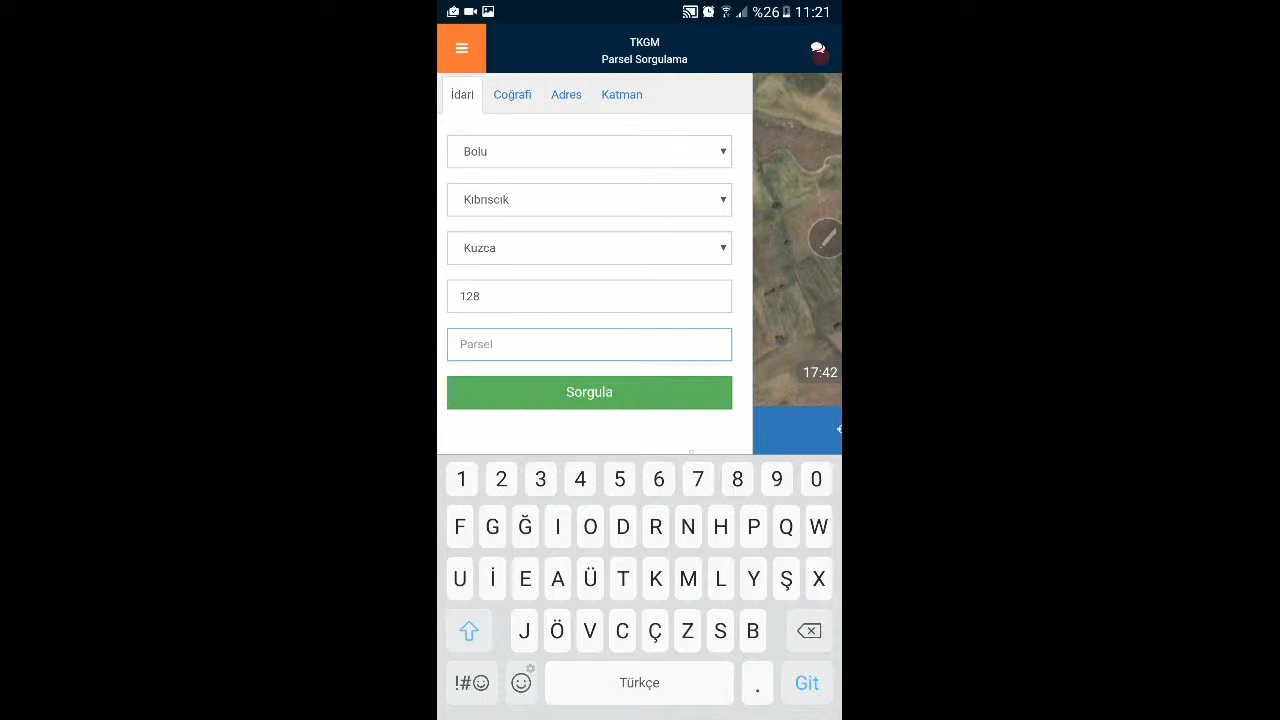 %26 11:21
TKGM
Parsel Sorgulama
İdari Coğrafi Adres Katman
Bolu
Kıbrıscık
Kuzca
128
Parsel
17:42
Sorgula
1 2 3 4 5 6 7 8 9 0
F G Ğ I O D R N H P Q W
U İ E A Ü T K M L Y Ş X
J Ö V C Ç Z S B
!#☺ Türkçe . Git